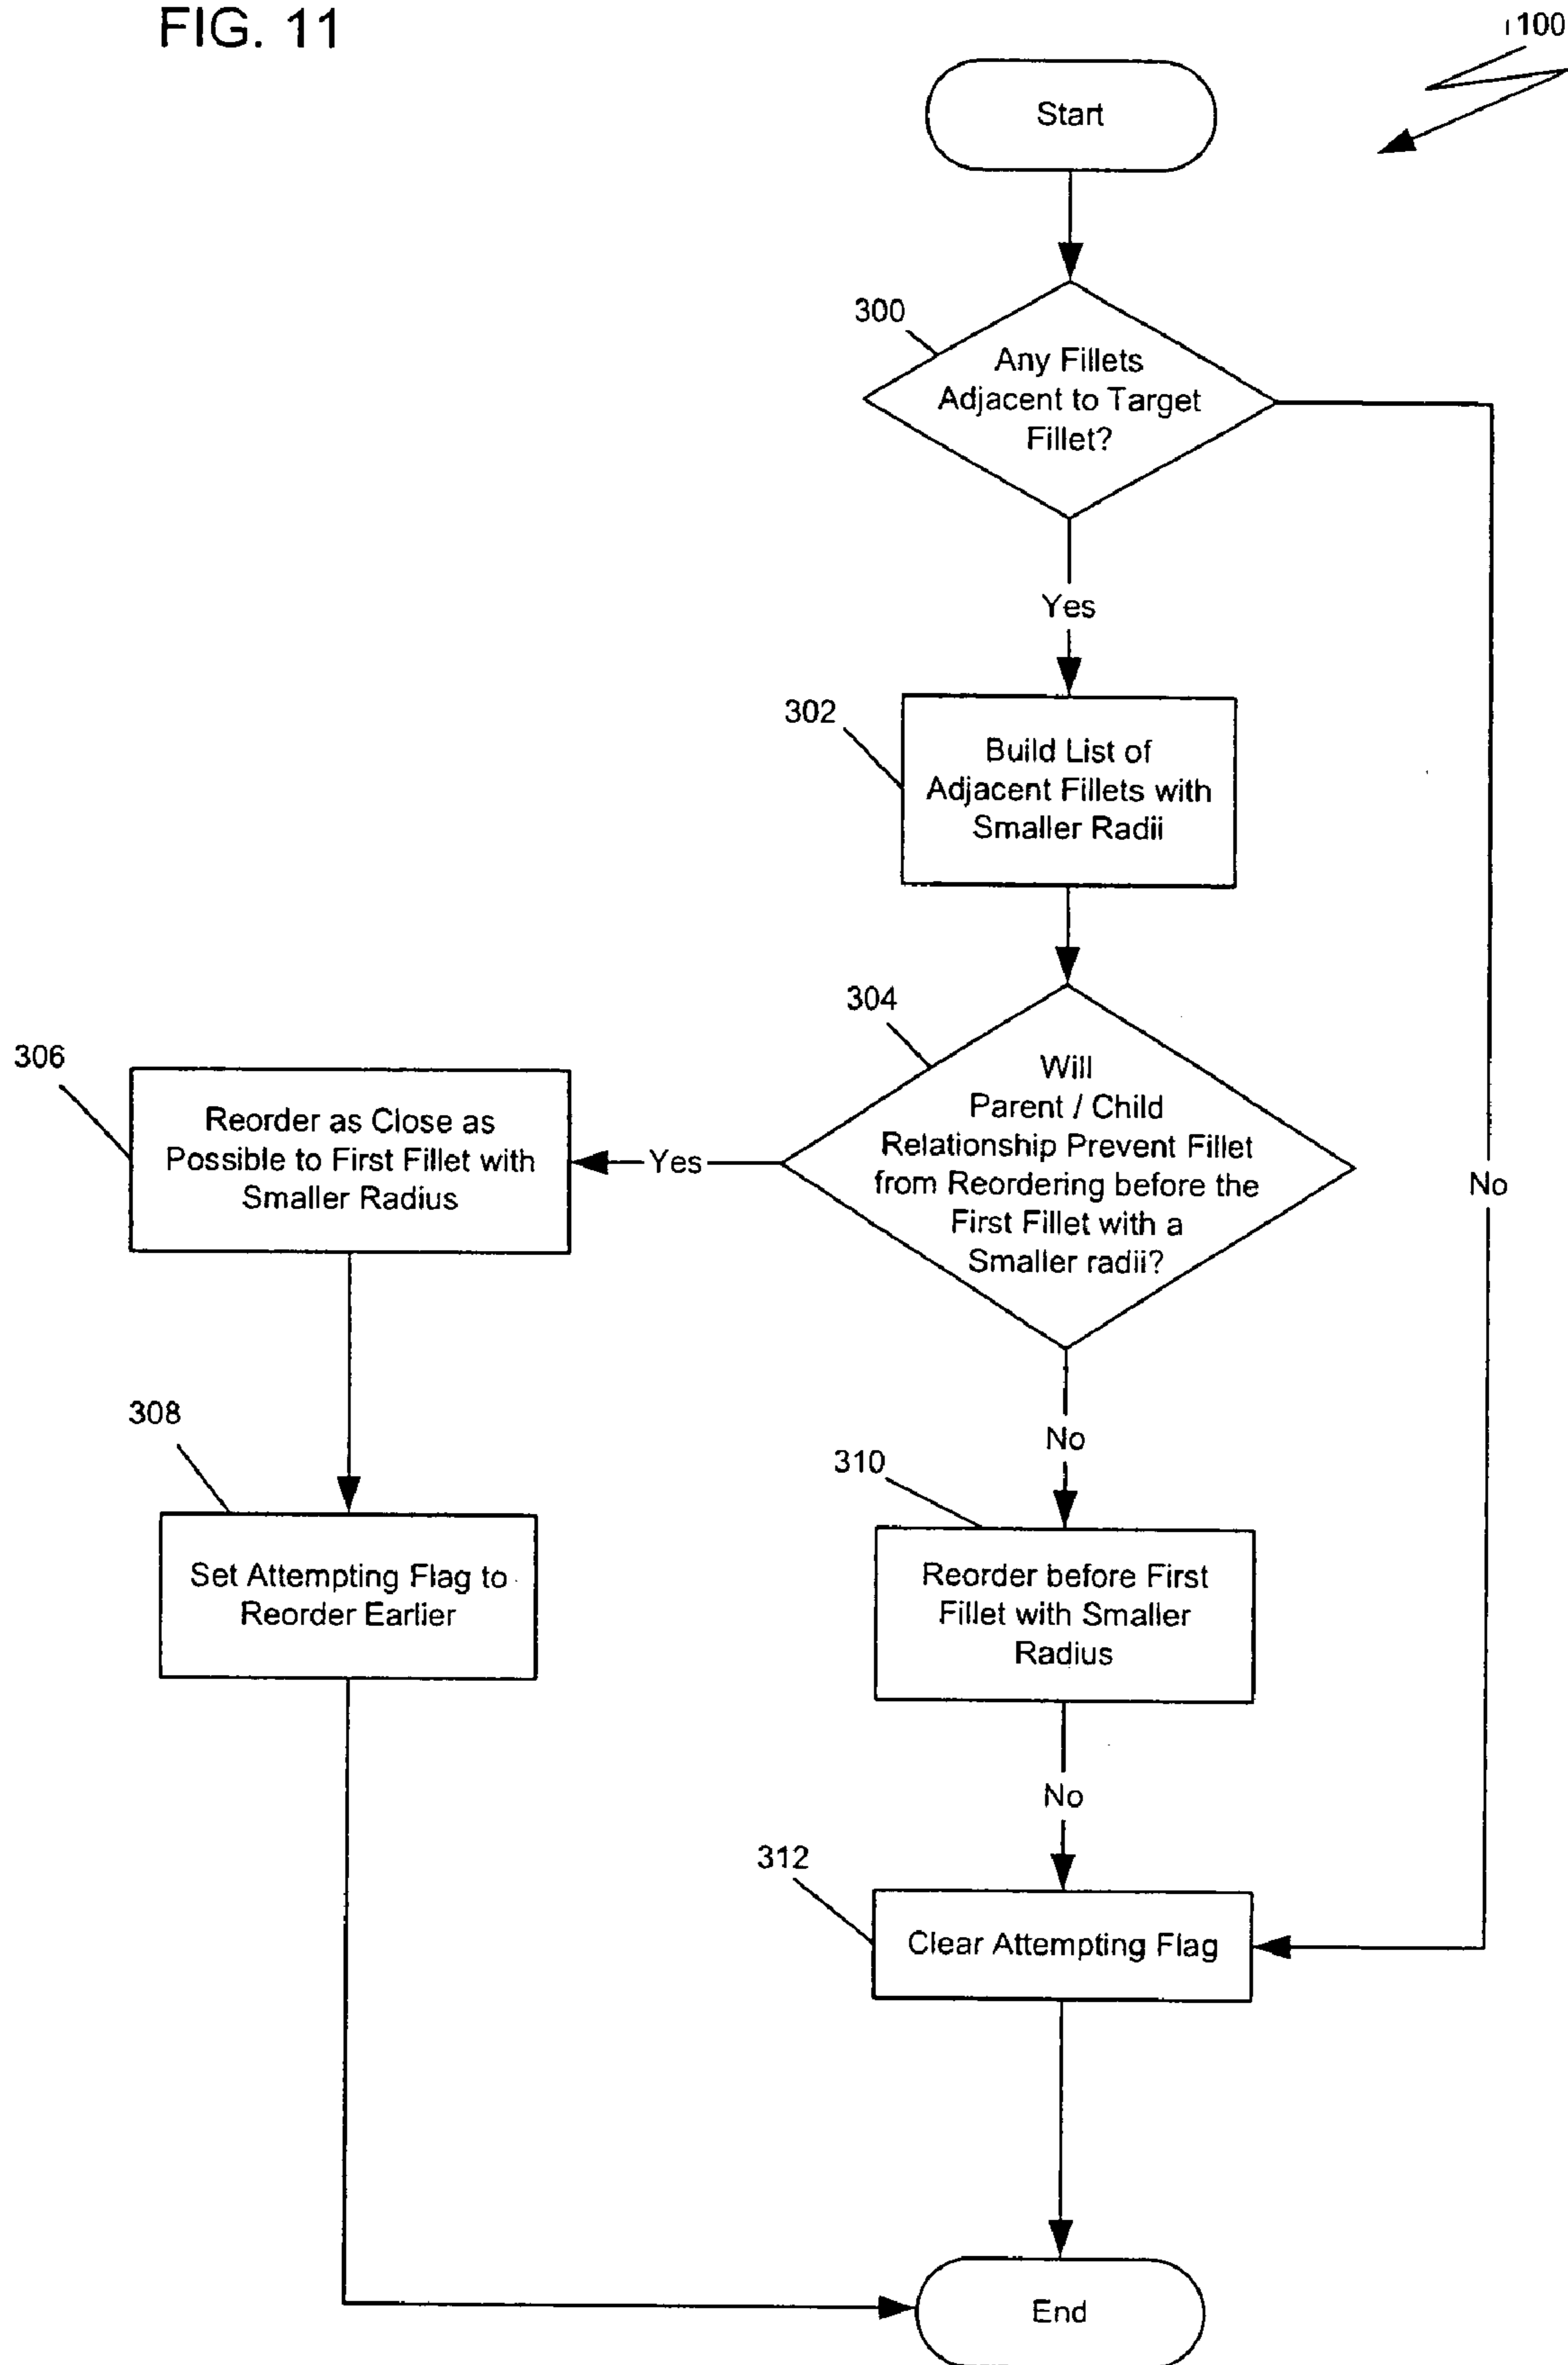 FIG. 11
1100
Start
300
Any Fillets
Adjacent to Target
Fillet?
Yes
302
Build List of
Adjacent Fillets with
Smaller Radii
304
Will
Parent / Child
Relationship Prevent Fillet
from Reordering before the
First Fillet with a
Smaller radii?
Yes
No
306
Reorder as Close as
Possible to First Fillet with
Smaller Radius
308
Set Attempting Flag to
Reorder Earlier
No
310
Reorder before First
Fillet with Smaller
Radius
No
312
Clear Attempting Flag
End